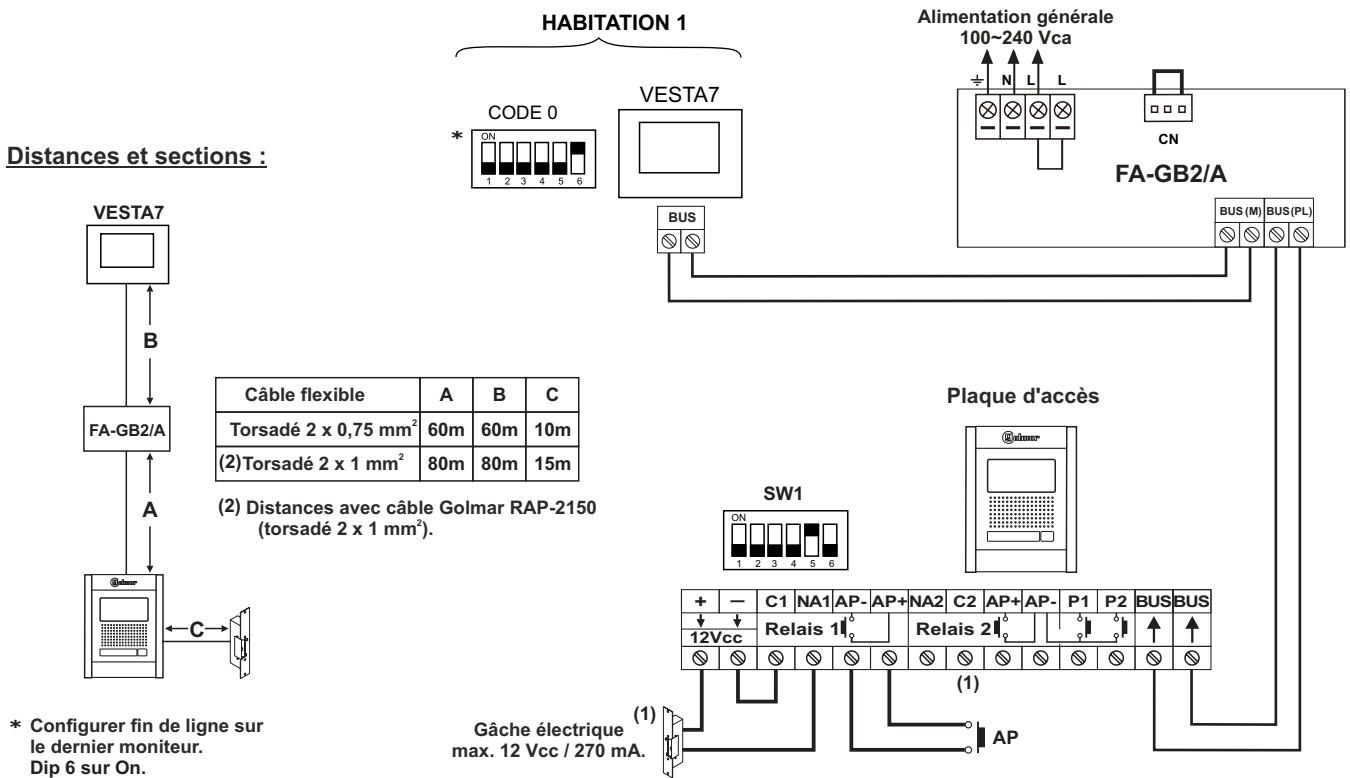 HABITATION 1
CODE 0
*
ON
1 2 3 4 5 6
VESTA7
BUS
Alimentation générale
100~240 Vca
N L L
CN
FA-GB2/A
BUS (M) BUS (PL)
Distances et sections :
VESTA7
B
FA-GB2/A
A
Golmar
C
* Configurer fin de ligne sur
le dernier moniteur.
Dip 6 sur On.
Câble flexible A B C
Torsadé 2 x 0,75 mm² 60m 60m 10m
(2) Torsadé 2 x 1 mm² 80m 80m 15m
(2) Distances avec câble Golmar RAP-2150
(torsadé 2 x 1 mm²).
Plaque d'accès
Golmar
SW1
ON
1 2 3 4 5 6
+ – C1 NA1 AP- AP+ NA2 C2 AP+ AP- P1 P2 BUS BUS
12Vcc Relais 1 Relais 2
(1)
(1)
Gâche électrique
max. 12 Vcc / 270 mA.
AP